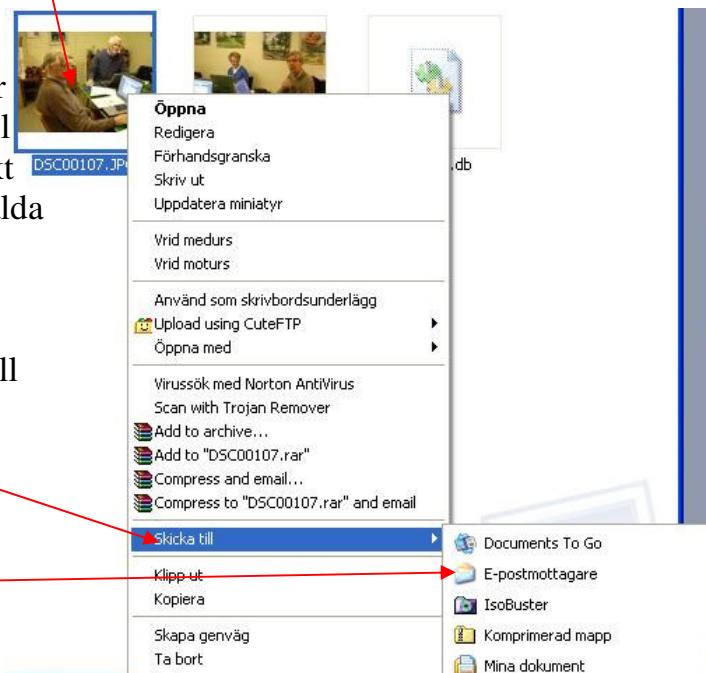 r
l
kt
lda
ll
DSC00107.JP
.db
Öppna
Redigera
Förhandsgranska
Skriv ut
Uppdatera miniatyr
Vrid medurs
Vrid moturs
Använd som skrivbordsunderlägg
Upload using CuteFTP
Öppna med
Virussök med Norton AntiVirus
Scan with Trojan Remover
Add to archive...
Add to "DSC00107.rar"
Compress and email...
Compress to "DSC00107.rar" and email
Skicka till
Klipp ut
Kopiera
Skapa genväg
Ta bort
Documents To Go
E-postmottagare
IsoBuster
Komprimerad mapp
Mina dokument